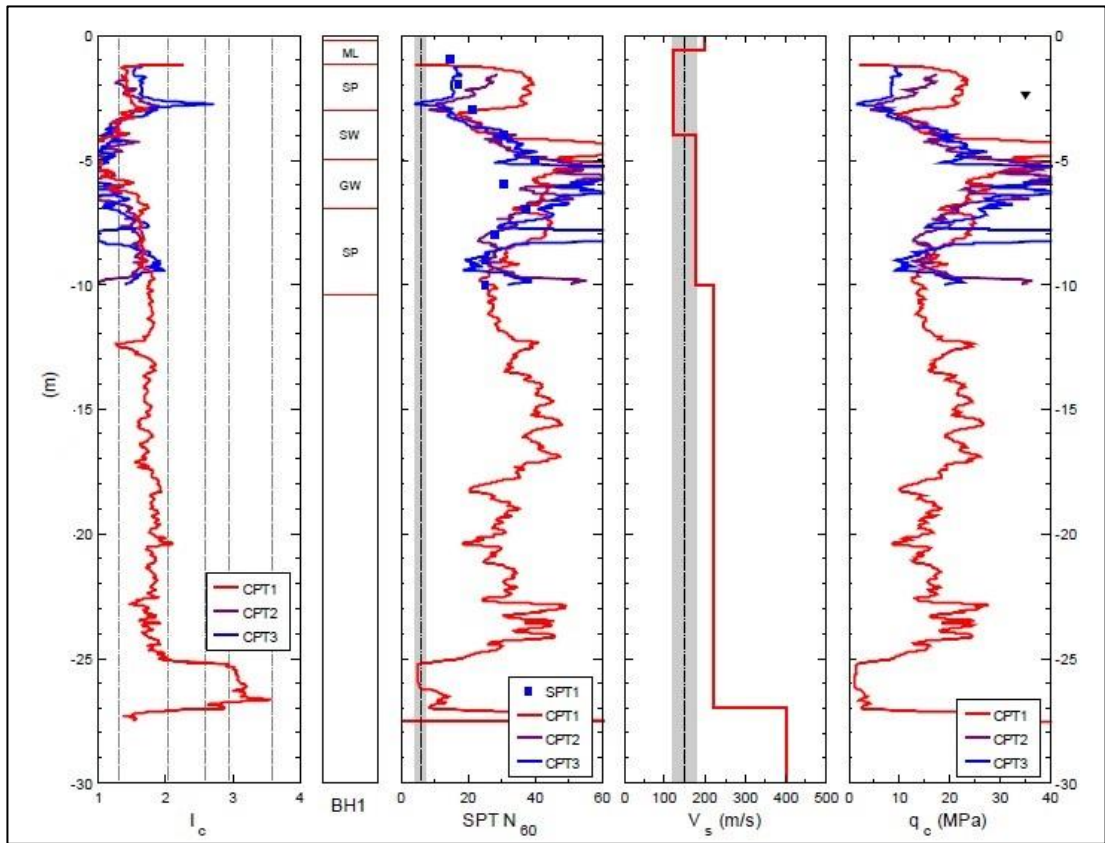 0 0
ML
SP
SW
-5 -5
GW
SP
-10 -10
(m)
-15 -15
-20 -20
CPT1
CPT2
CPT3
-25 -25
SPT1
CPT1
CPT2
CPT3
CPT1
CPT2
CPT3
-30 -30
1 2 3 4
0 20 40 60
0 100 200 300 400 500
0 10 20 30 40
I c
BH1
SPT N 60
V s (m/s)
q c (MPa)